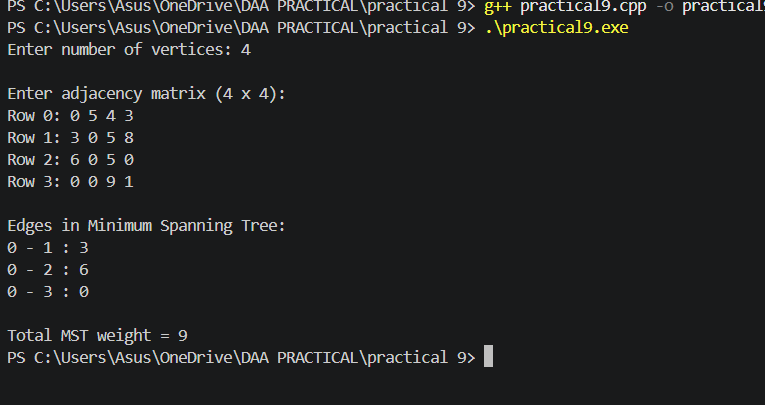 PS C:\Users\Asus\OneDrive\DAA PRACTICAL\practical 9> g++ practical9.cpp -o practical9
PS C:\Users\Asus\OneDrive\DAA PRACTICAL\practical 9> .\practical9.exe
Enter number of vertices: 4
Enter adjacency matrix (4 x 4):
Row 0: 0 5 4 3
Row 1: 3 0 5 8
Row 2: 6 0 5 0
Row 3: 0 0 9 1
Edges in Minimum Spanning Tree:
0 - 1 : 3
0 - 2 : 6
0 - 3 : 0
Total MST weight = 9
PS C:\Users\Asus\OneDrive\DAA PRACTICAL\practical 9>